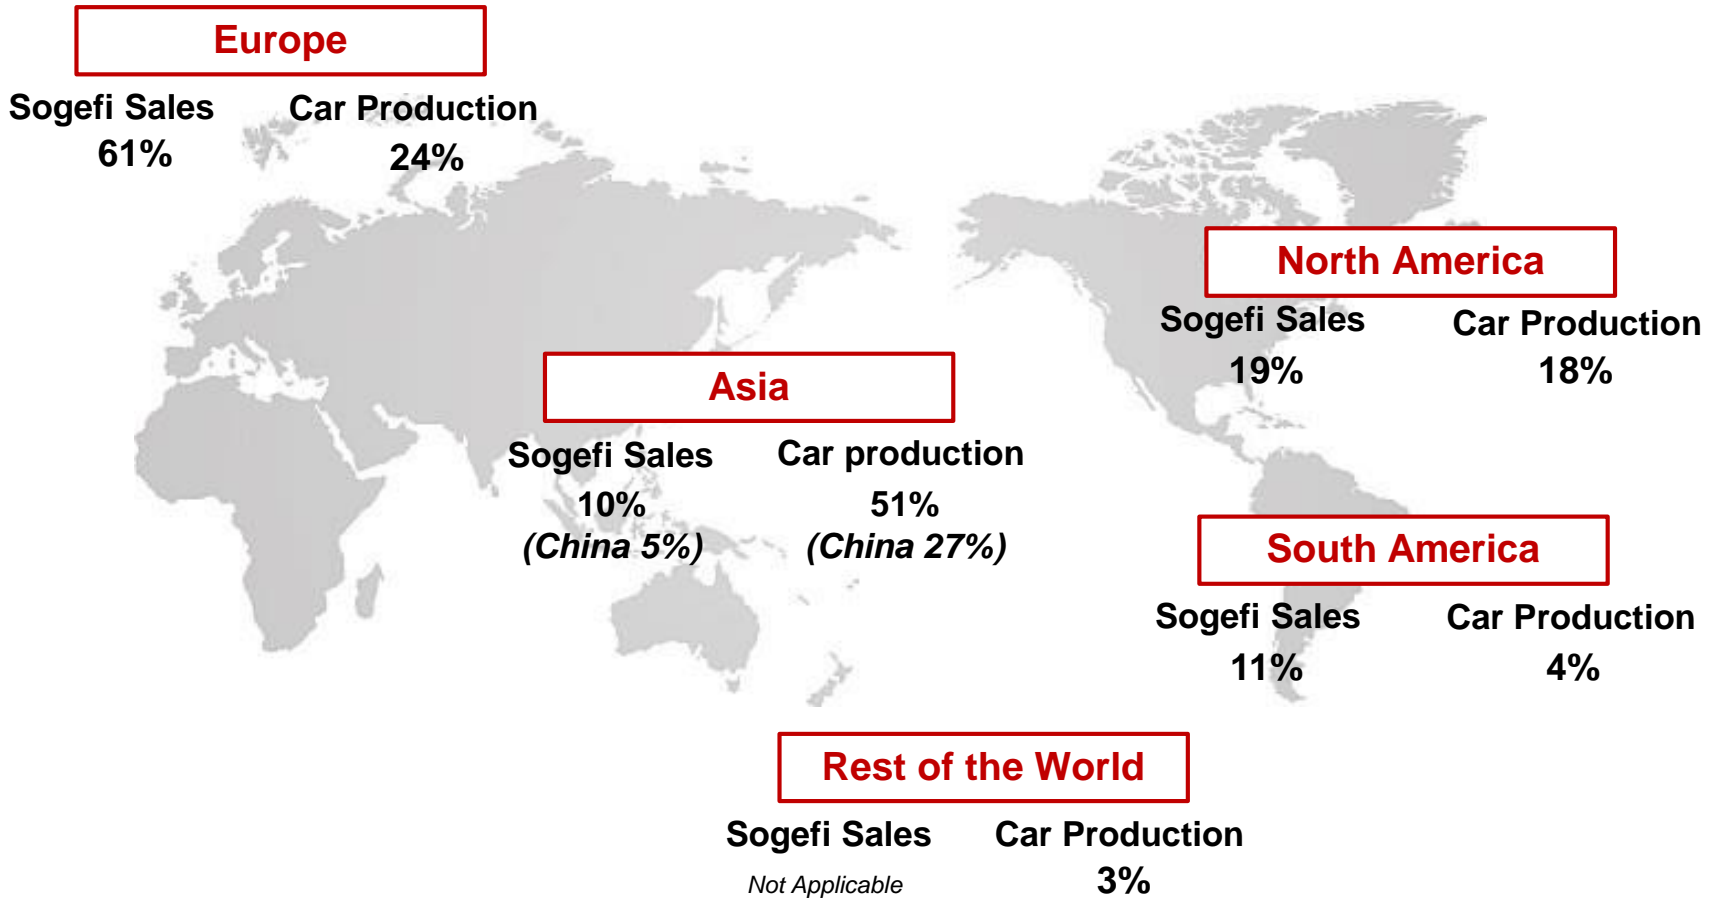 Europe
Sogefi Sales Car Production
61% 24%
North America
Sogefi Sales Car Production
19% 18%
Asia
Sogefi Sales Car production
10% 51%
(China 5%) (China 27%)
South America
Sogefi Sales Car Production
11% 4%
Rest of the World
Sogefi Sales Car Production
Not Applicable 3%